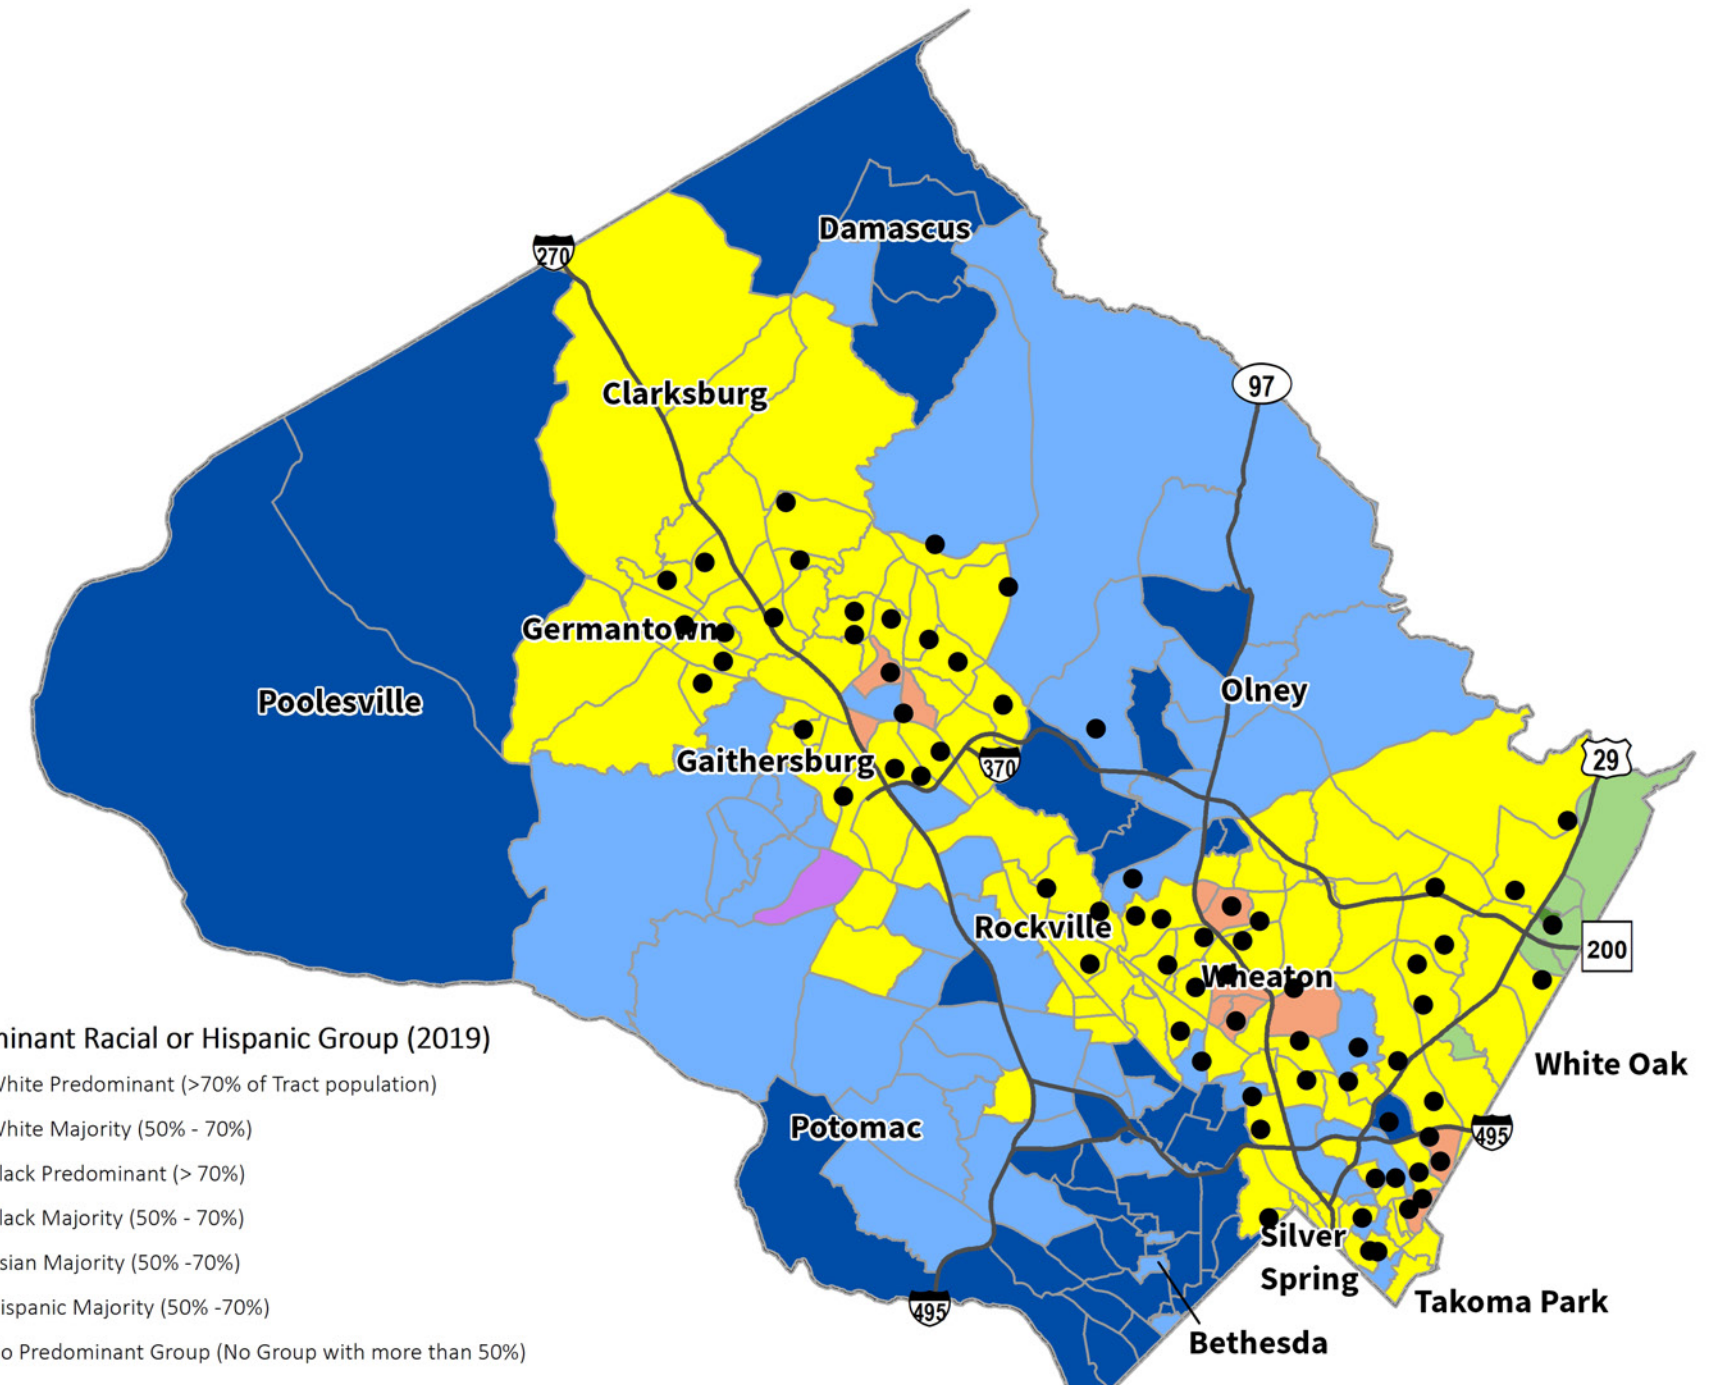 Damascus
270
Clarksburg
97
Germantown
Poolesville
Olney
Gaithersburg
370
29
Rockville
200
Wheaton
minant Racial or Hispanic Group (2019)
White Predominant (>70% of Tract population)
White Majority (50% - 70%)
lack Predominant (> 70%)
lack Majority (50% - 70%)
sian Majority (50% -70%)
ispanic Majority (50% -70%)
o Predominant Group (No Group with more than 50%)
White Oak
Potomac
495
Silver
Spring
495
Takoma Park
Bethesda